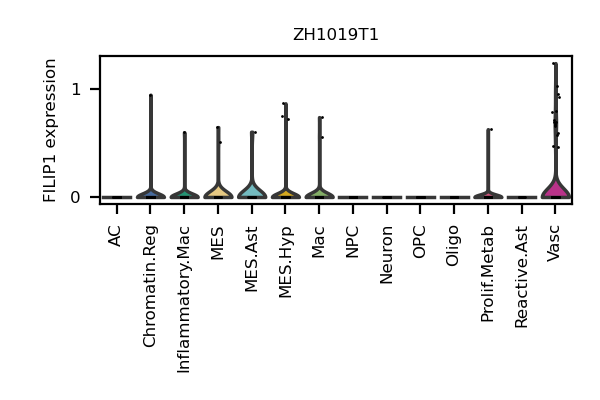 ZH1019T1
FILIP1 expression
1
0
AC
Chromatin.Reg
Inflammatory.Mac
MES
MES.Ast
MES.Hyp
Mac
NPC
Neuron
OPC
Oligo
Prolif.Metab
Reactive.Ast
Vasc